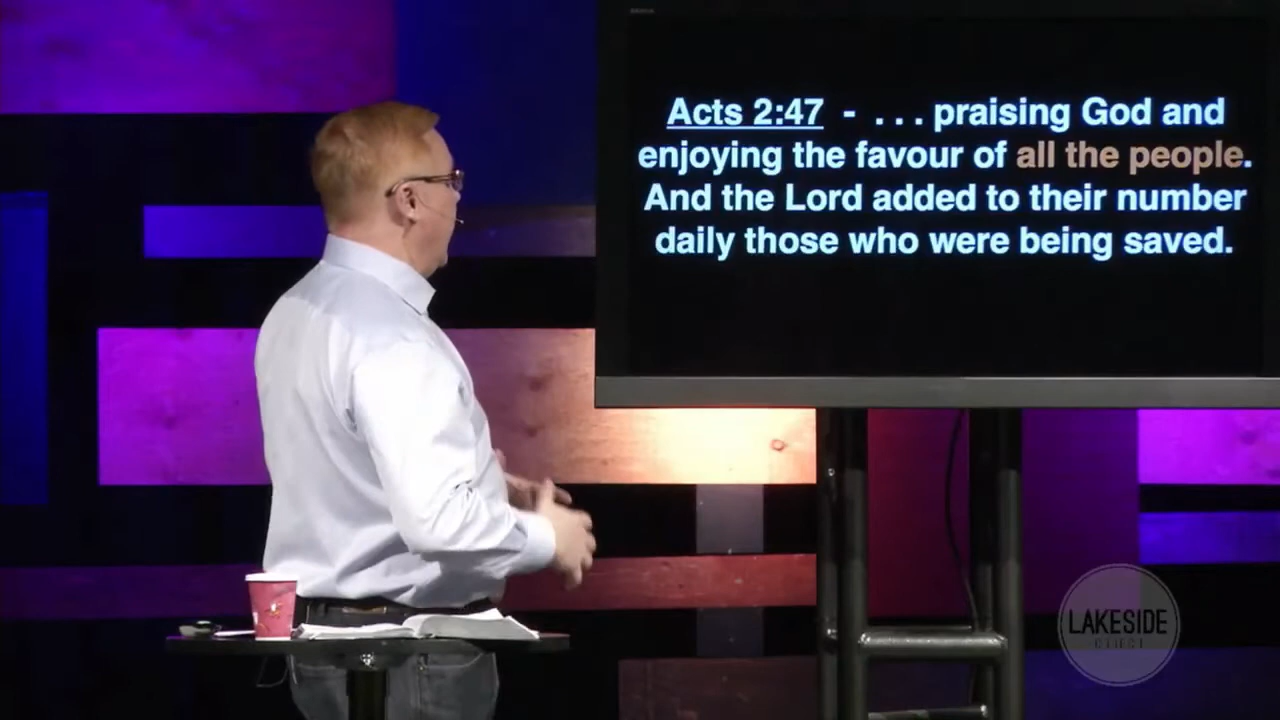 Acts 2:47 - . . . praising God and
enjoying the favour of all the people.
And the Lord added to their number
daily those who were being saved.
LAKESIDE